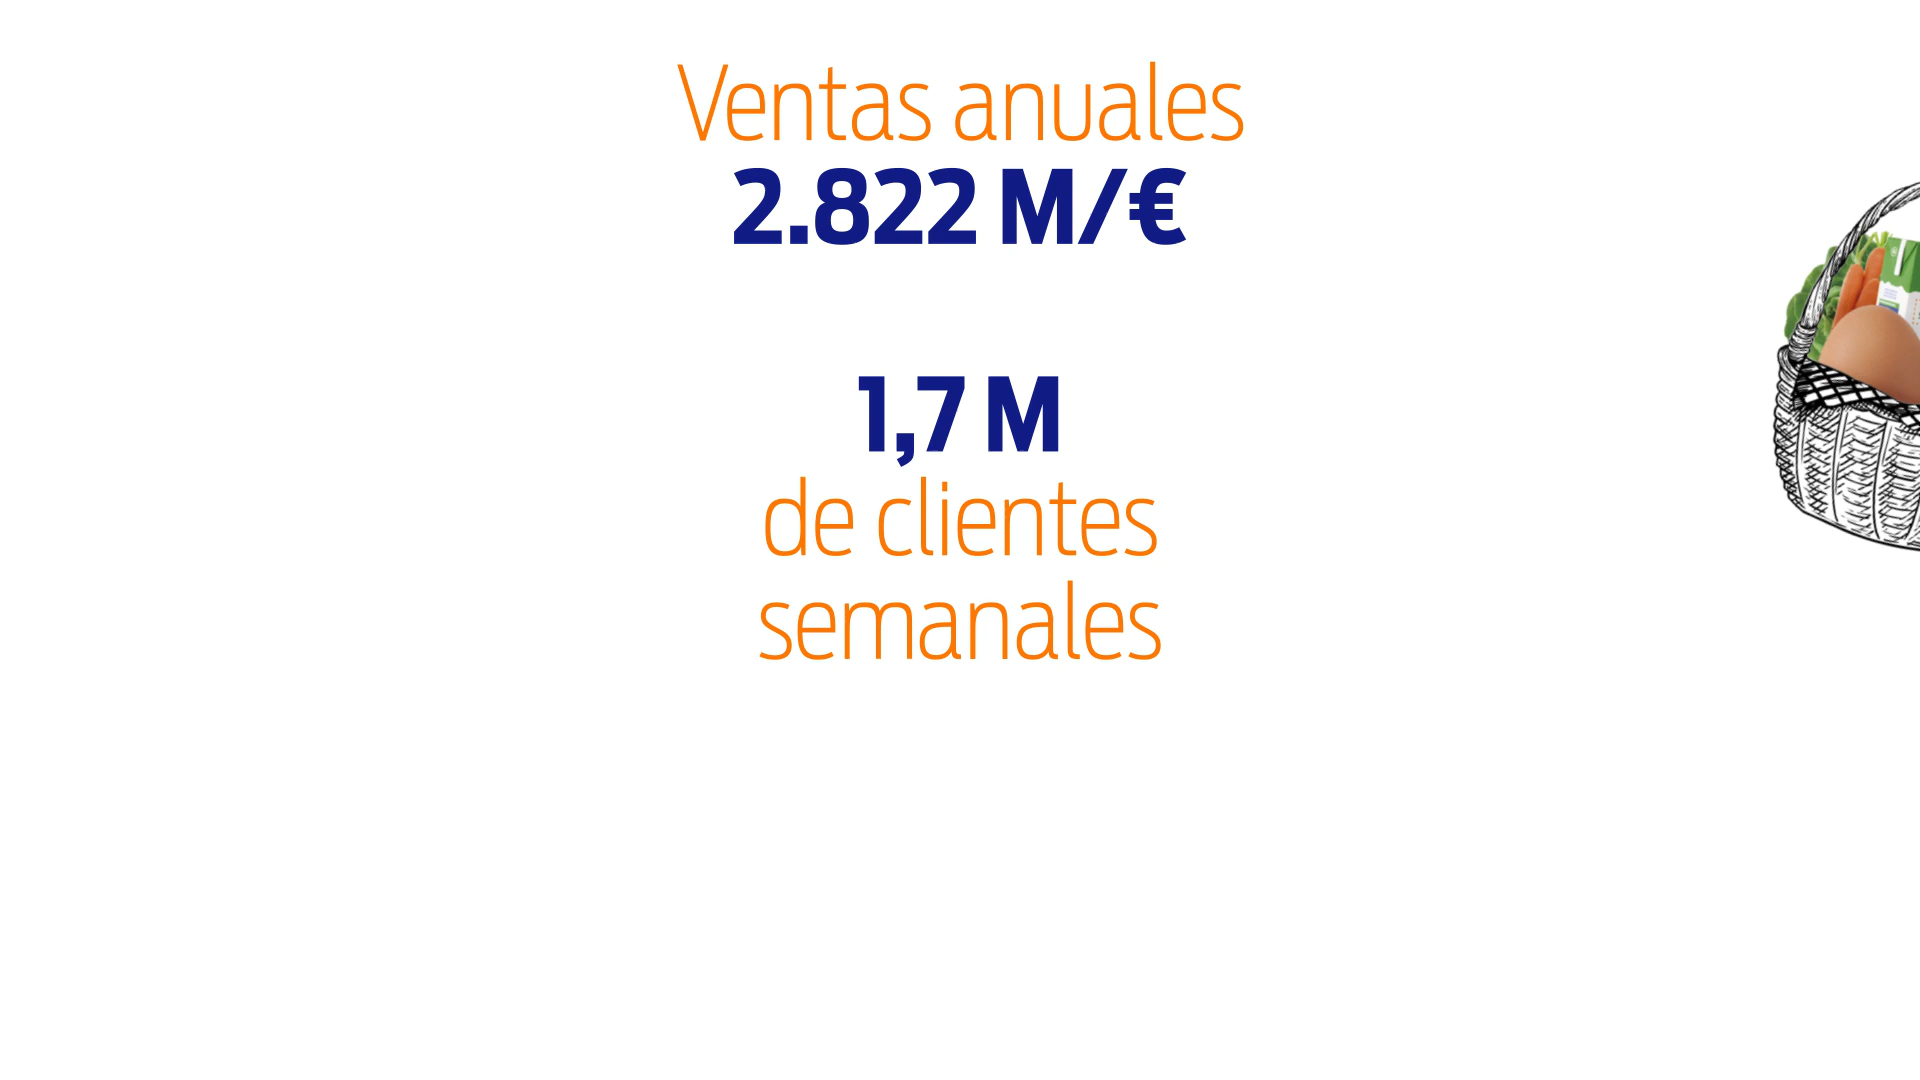 Ventas anuales
2.822 M/€
1,7 M
de clientes
semanales